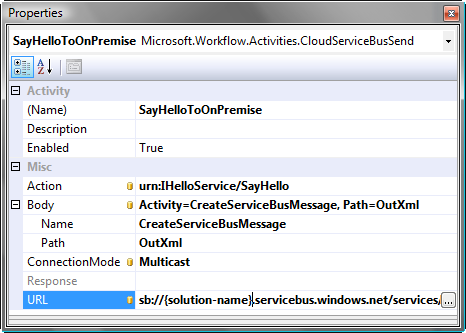 Properties
SayHelloToOnPremise Microsoft.Workflow.Activities.CloudServiceBusSend
Activity
(Name) SayHelloToOnPremise
Description
Enabled True
Misc
Action urn:IHelloService/SayHello
Body Activity=CreateServiceBusMessage, Path=OutXml
Name CreateServiceBusMessage
Path OutXml
ConnectionMode Multicast
Response
URL sb://{solution-name}.servicebus.windows.net/services/ ...